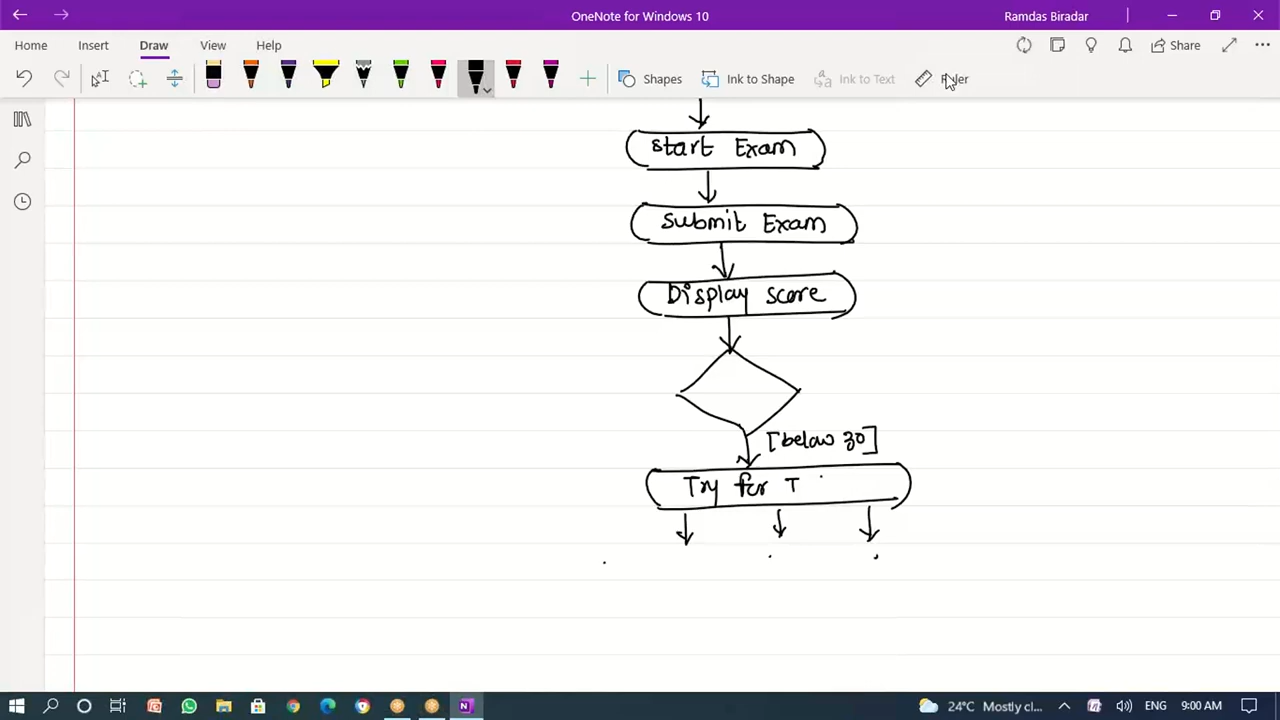 OneNote for Windows 10
Ramdas Biradar
Home Insert Draw View Help
Share
Shapes Ink to Shape Ink to Text Ruler
Start Exam
Submit Exam
Display score
[below 30]
Try for T
24°C Mostly cl... ENG 9:00 AM